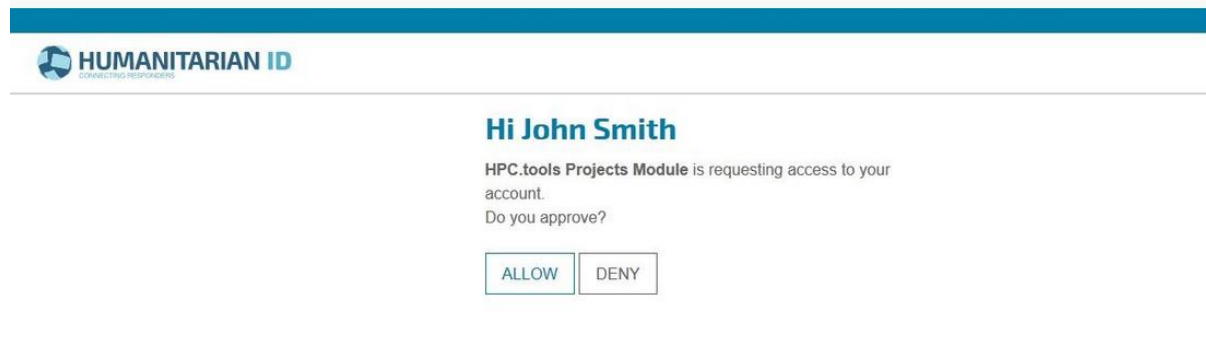 HUMANITARIAN ID
CONNECTING RESPONDERS
Hi John Smith
HPC.tools Projects Module is requesting access to your
account.
Do you approve?
ALLOW DENY